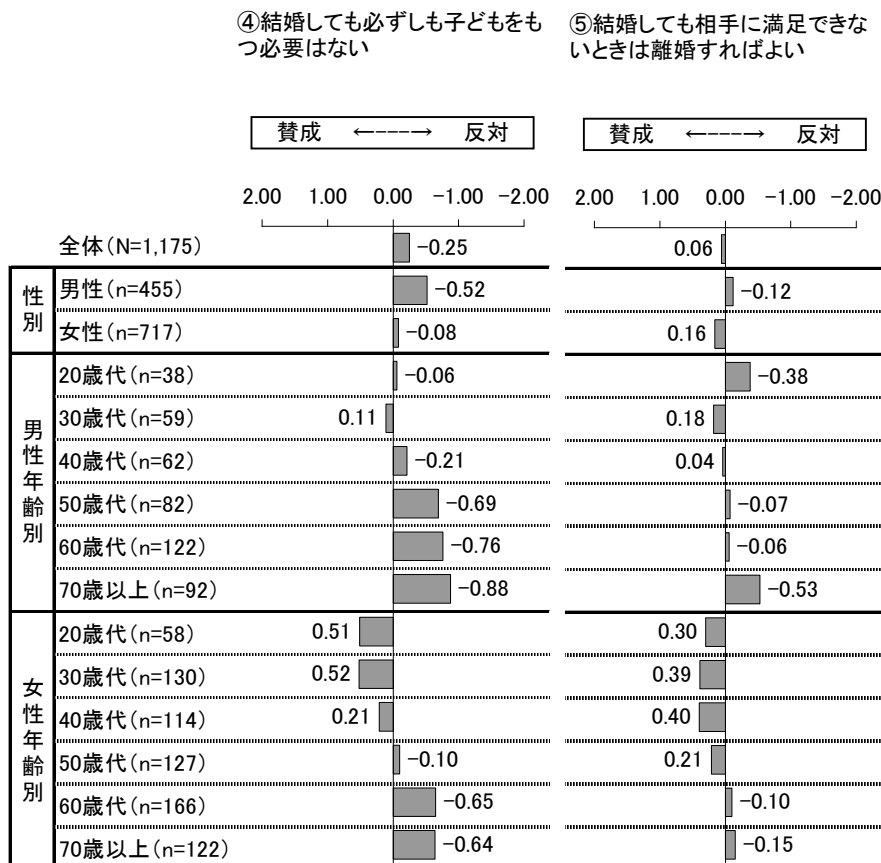 ④結婚しても必ずしも子どもをも
つ必要はない
⑤結婚しても相手に満足できな
いときは離婚すればよい
賛成 ←----→ 反対
賛成 ←----→ 反対
2.00 1.00 0.00 -1.00 -2.00
2.00 1.00 0.00 -1.00 -2.00
全体(N=1,175) -0.25 0.06
性別
男性(n=455) -0.52 -0.12
女性(n=717) -0.08 0.16
男性年齢別
20歳代(n=38) -0.06 -0.38
30歳代(n=59) 0.11 0.18
40歳代(n=62) -0.21 0.04
50歳代(n=82) -0.69 -0.07
60歳代(n=122) -0.76 -0.06
70歳以上(n=92) -0.88 -0.53
女性年齢別
20歳代(n=58) 0.51 0.30
30歳代(n=130) 0.52 0.39
40歳代(n=114) 0.21 0.40
50歳代(n=127) -0.10 0.21
60歳代(n=166) -0.65 -0.10
70歳以上(n=122) -0.64 -0.15